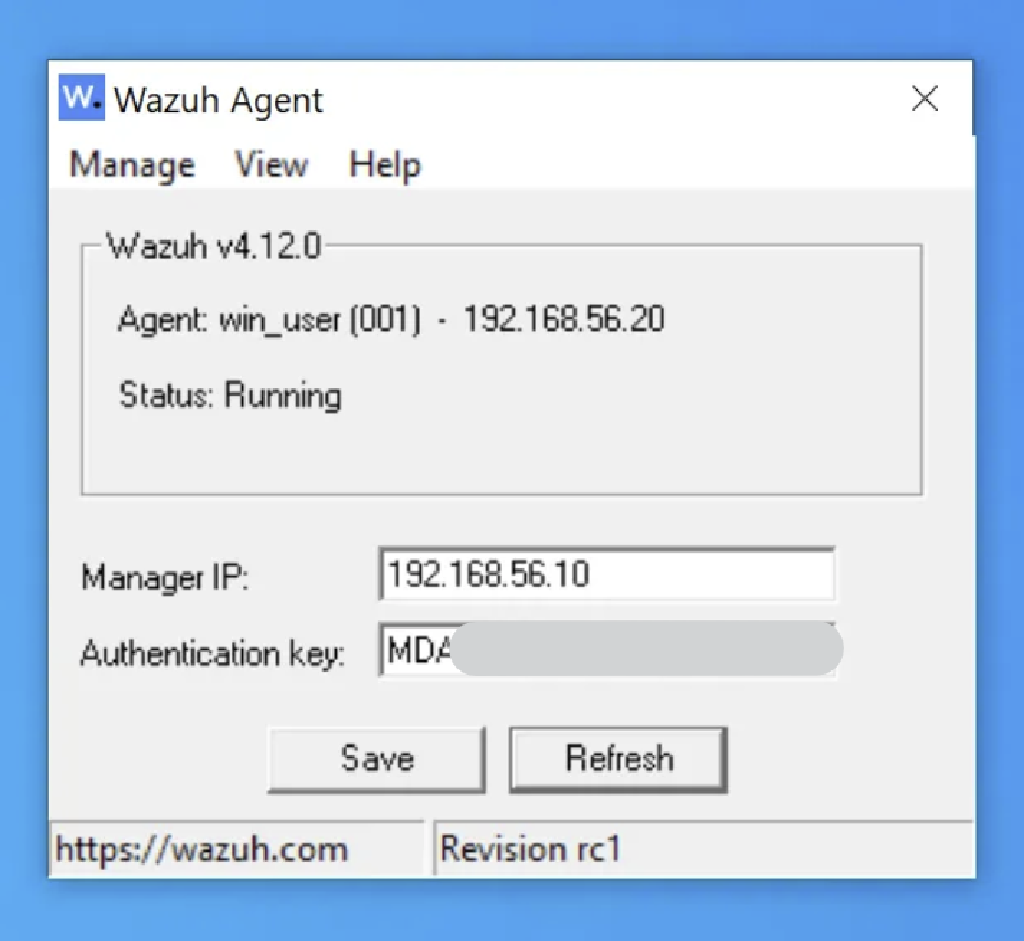 W. Wazuh Agent
Manage View Help
Wazuh v4.12.0
Agent: win_user (001) - 192.168.56.20
Status: Running
Manager IP: 192.168.56.10
Authentication key: MDA
Save Refresh
https://wazuh.com Revision rc1